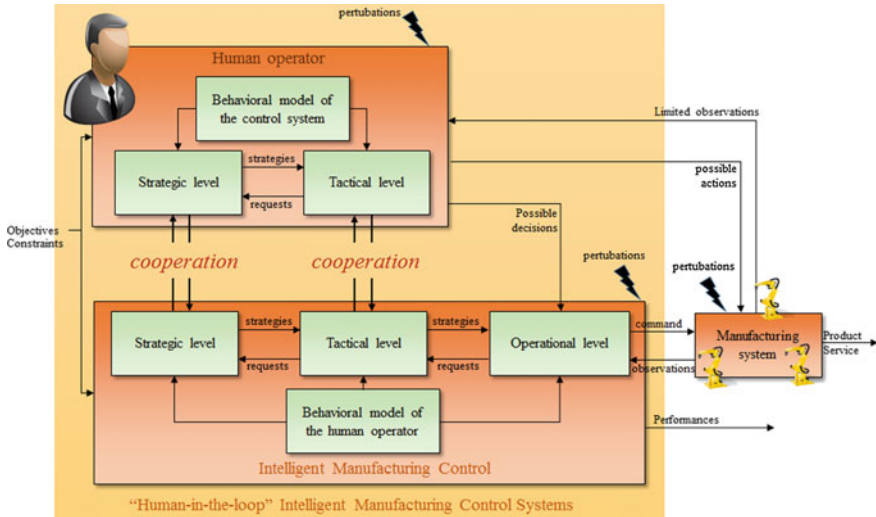 pertubations
Human operator
Behavioral model of
the control system
Limited observations
strategies
Strategic level
Tactical level
requests
possible
actions
Objectives
Constraints
Possible
decisions
cooperation
cooperation
pertubations
pertubations
strategies
strategies
command
Strategic level
Tactical level
Operational level
Manufacturing
system
Product
Service
requests
requests
observations
Behavioral model of
the human operator
Performances
Intelligent Manufacturing Control
“Human-in-the-loop” Intelligent Manufacturing Control Systems